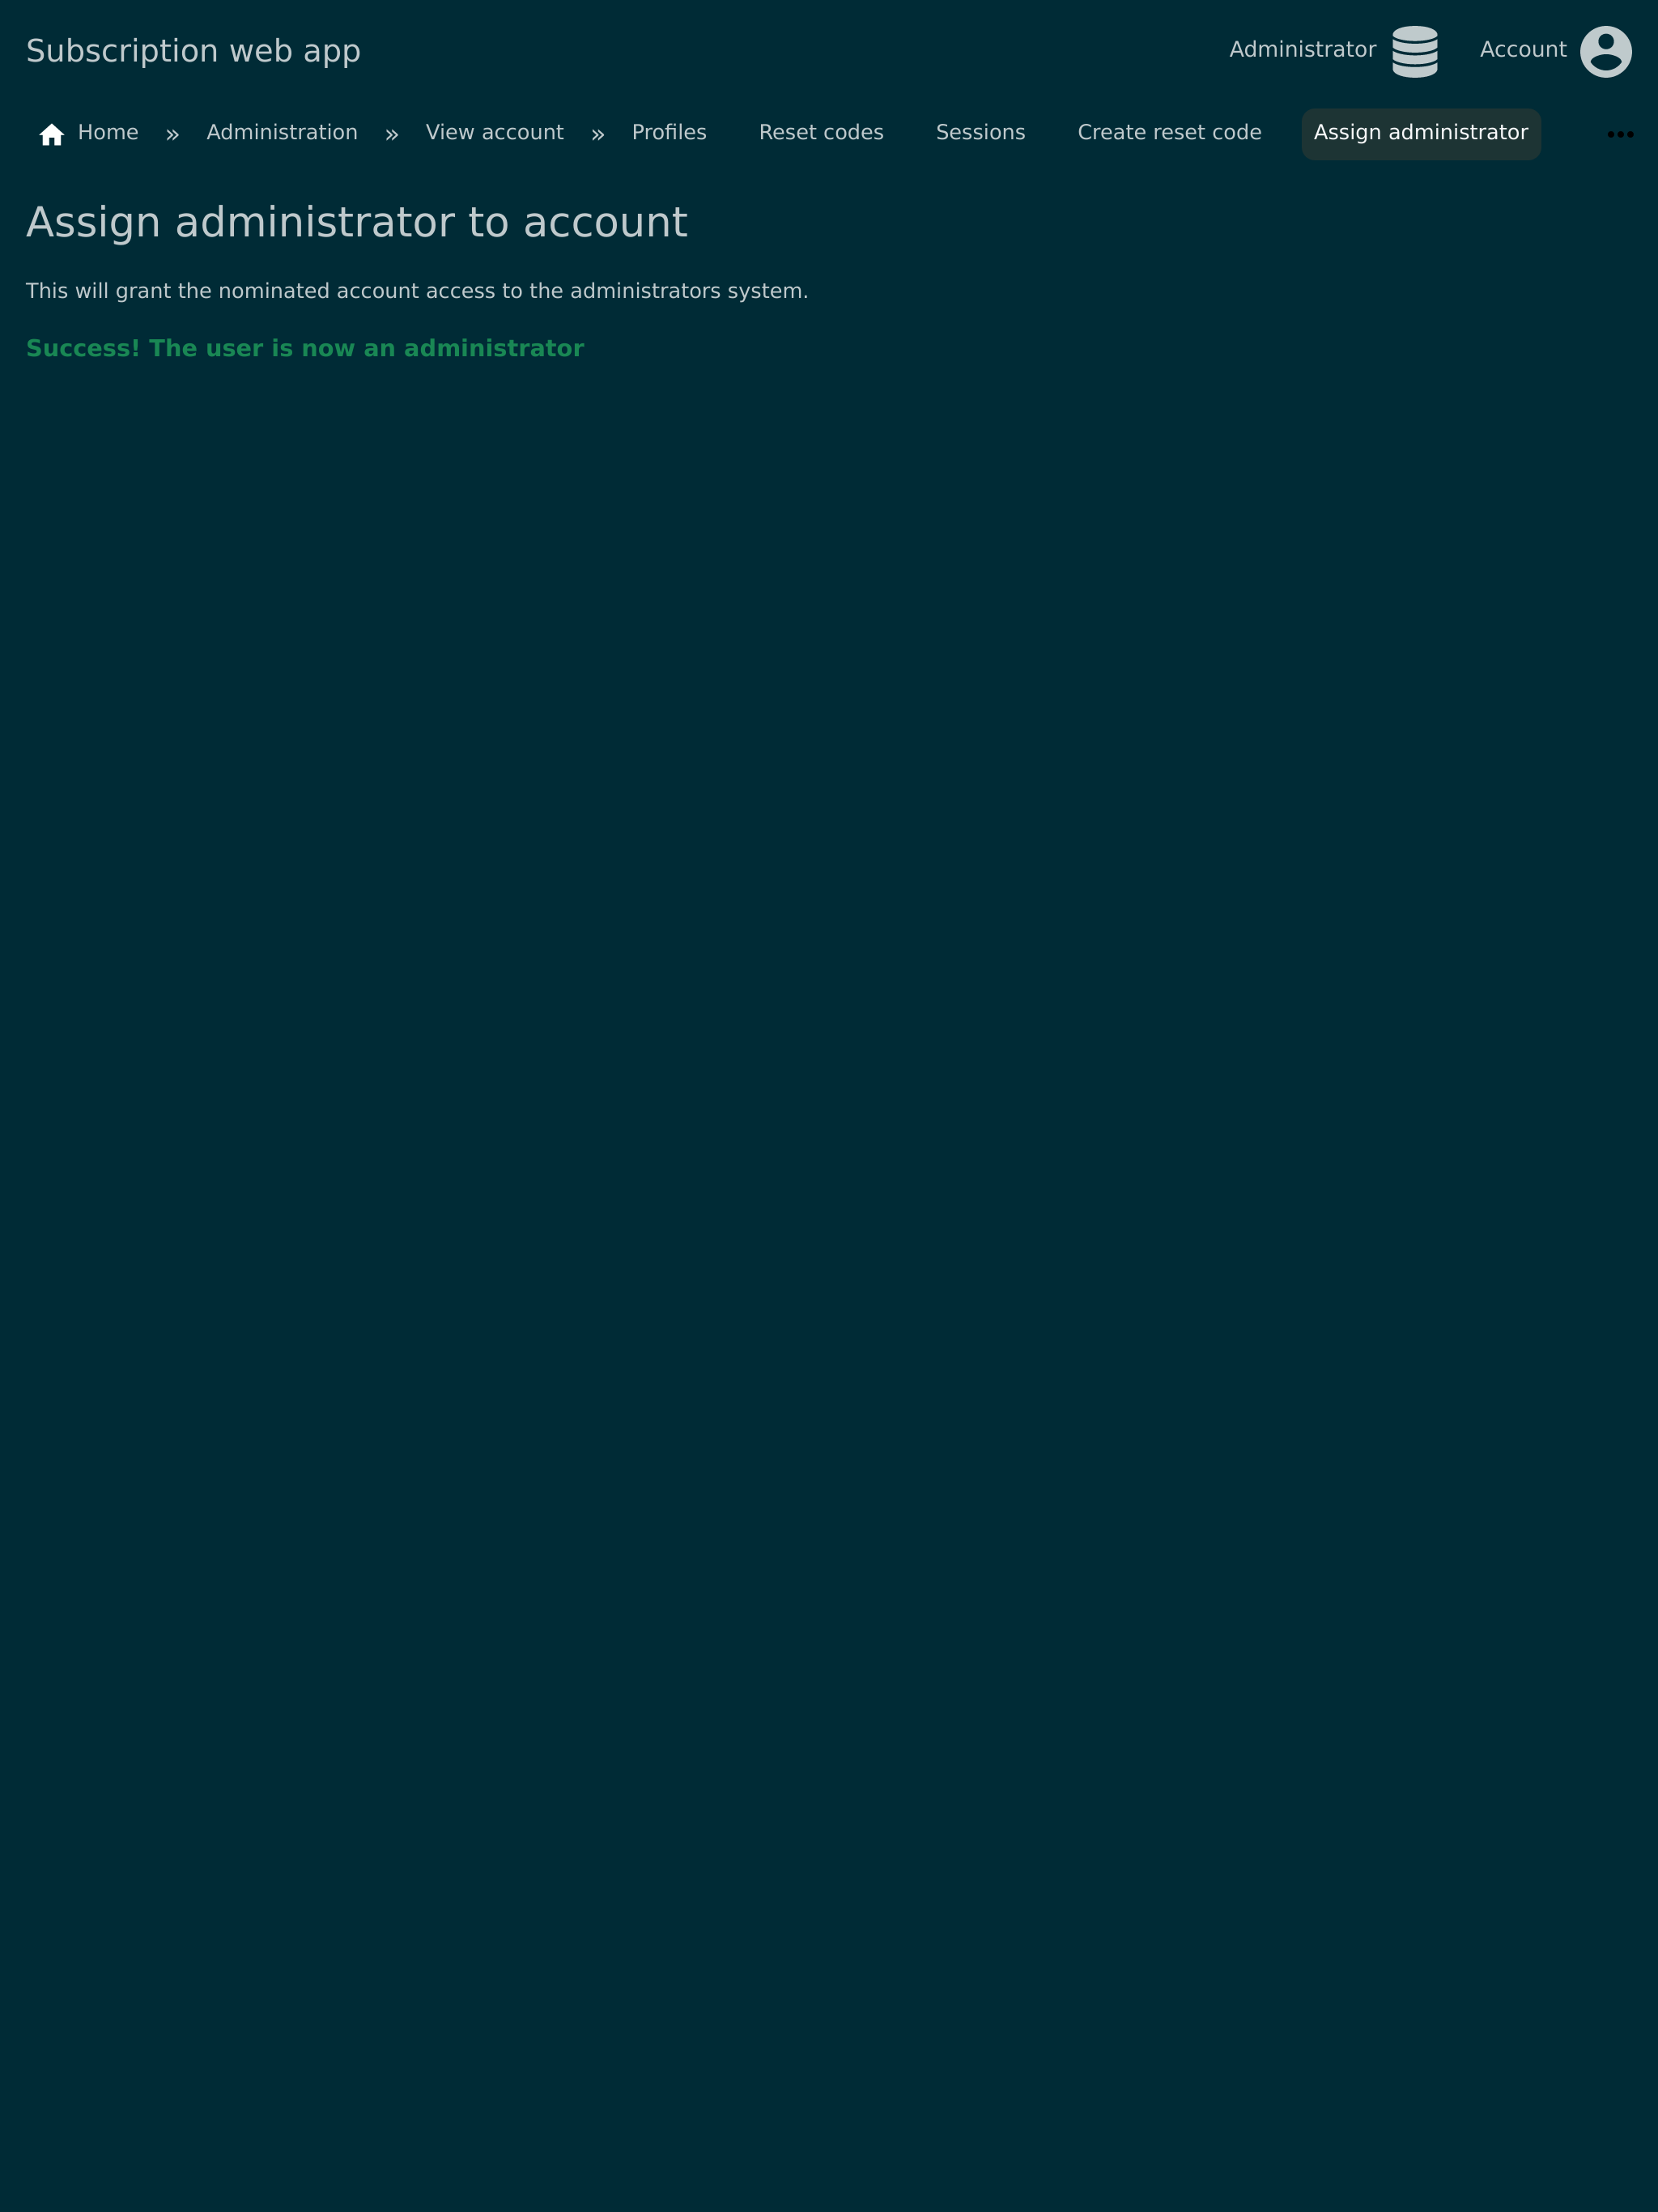 Subscription web app
Administrator
Account
Home » Administration » View account » Profiles Reset codes Sessions Create reset code Assign administrator •••
Assign administrator to account
This will grant the nominated account access to the administrators system.
Success! The user is now an administrator